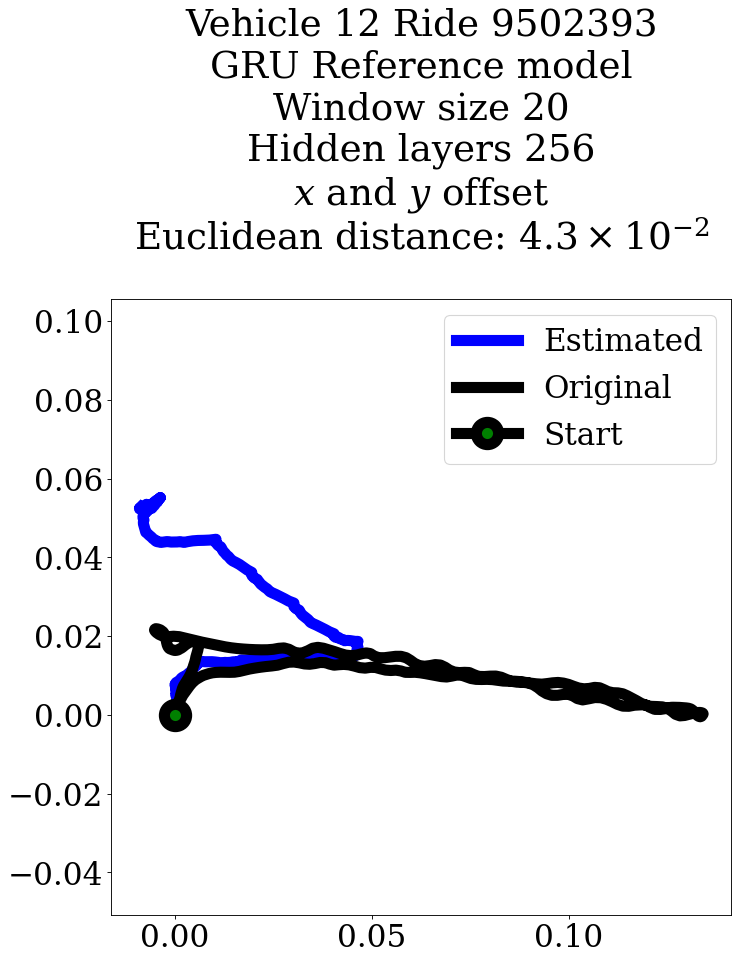 Vehicle 12 Ride 9502393
GRU Reference model
Window size 20
Hidden layers 256
x and y offset
Euclidean distance: 4.3 × 10⁻²
Estimated
Original
Start
0.10
0.08
0.06
0.04
0.02
0.00
−0.02
−0.04
0.00 0.05 0.10